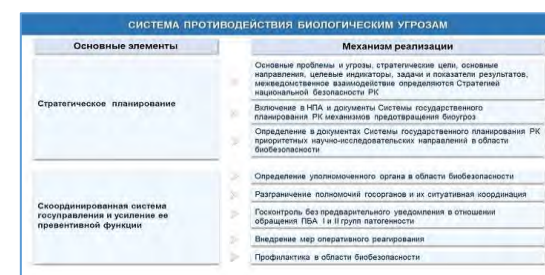 СИСТЕМА ПРОТИВОДЕЙСТВИЯ БИОЛОГИЧЕСКИМ УГРОЗАМ
Основные элементы
Механизм реализации
Стратегическое планирование
Основные проблемы и угрозы, стратегические цели, основные
направления, целевые индикаторы, задачи и показатели результатов,
межведомственное взаимодействие определяются Стратегией
национальной безопасности РК
Включение в НПА и документы Системы государственного
планирования РК механизмов предотвращения биоугроз
Определение в документах Системы государственного планирования РК
приоритетных научно-исследовательских направлений в области
биобезопасности
Скоординированная система
госуправления и усиление ее
превентивной функции
Определение уполномоченного органа в области биобезопасности
Разграничение полномочий госорганов и их ситуативная координация
Госконтроль без предварительного уведомления в отношении
обращения ПБА I и II групп патогенности
Внедрение мер оперативного реагирования
Профилактика в области биобезопасности